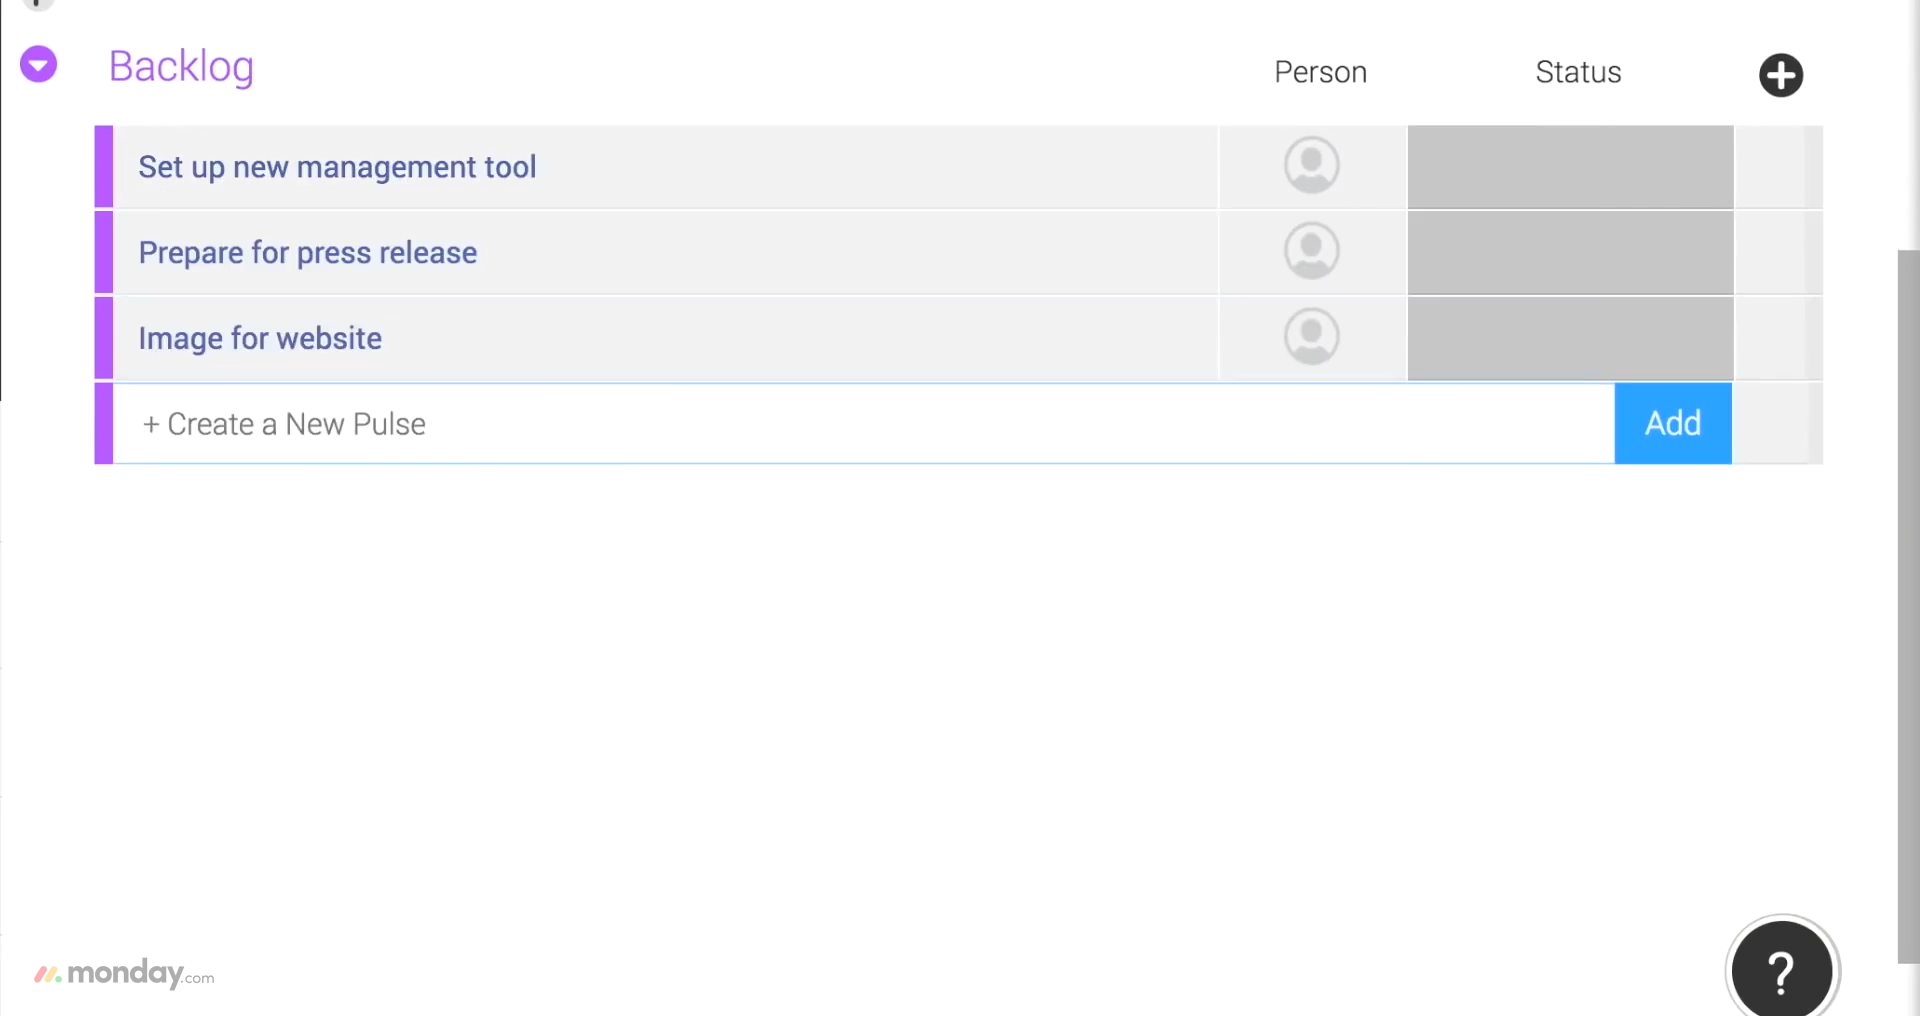 Backlog
Person
Status
Set up new management tool
Prepare for press release
Image for website
+ Create a New Pulse
Add
?
monday.com